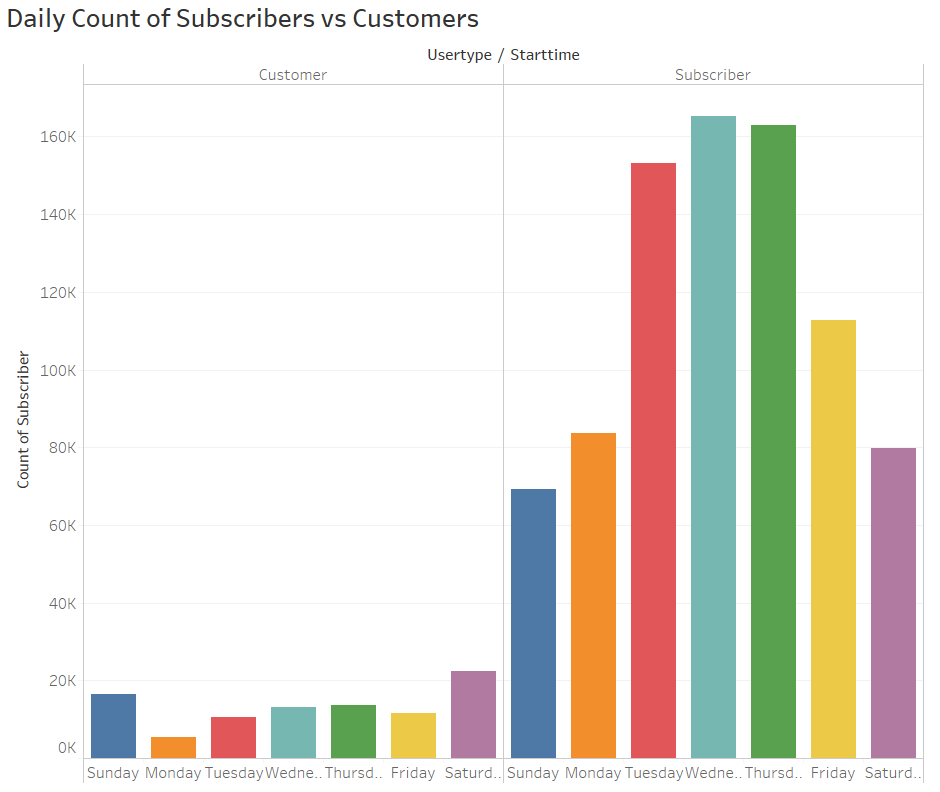 Daily Count of Subscribers vs Customers
Usertype / Starttime
Customer Subscriber
160K
140K
120K
100K
80K
60K
40K
20K
0K
Count of Subscriber
Sunday Monday Tuesday Wedne.. Thursd.. Friday Saturd.. Sunday Monday Tuesday Wedne.. Thursd.. Friday Saturd..